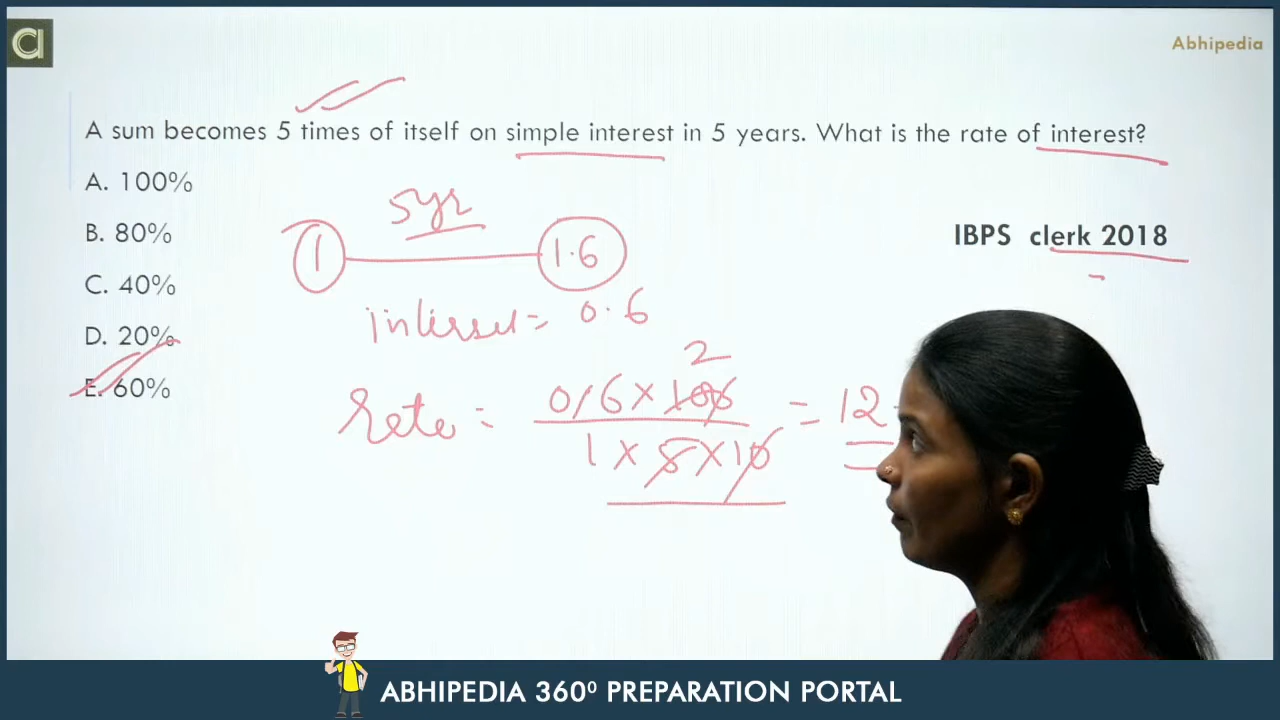 a
Abhipedia
A sum becomes 5 times of itself on simple interest in 5 years. What is the rate of interest?
A. 100%
B. 80%
C. 40%
D. 20%
E. 60%
IBPS clerk 2018
5yr
1 1.6
interest = 0.6
2
rate = 0/6 × 100 = 12
1 × 5 × 10
ABHIPEDIA 360⁰ PREPARATION PORTAL